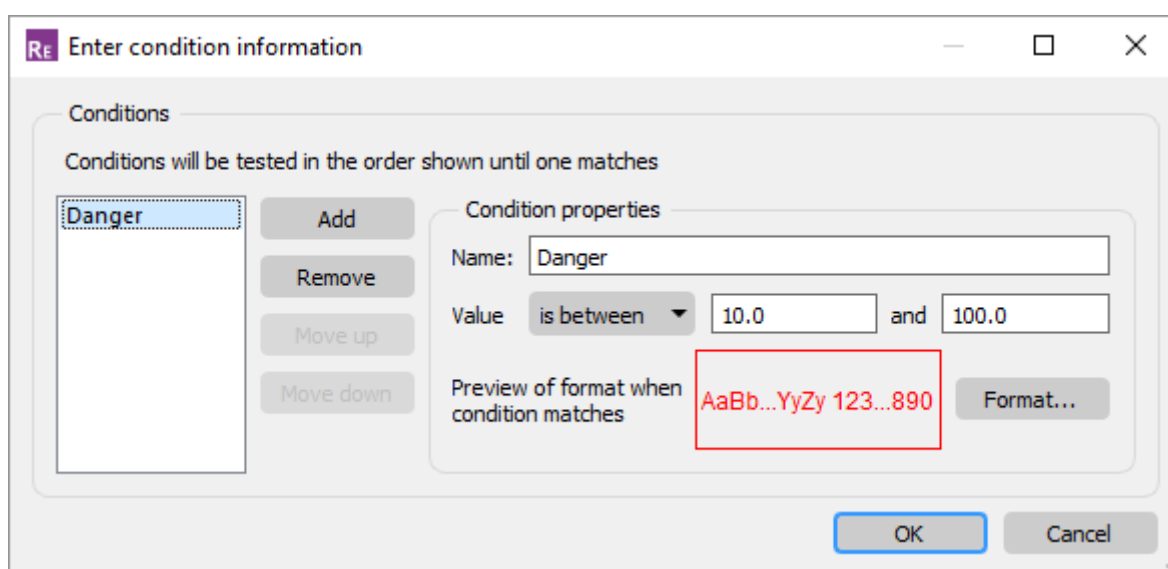 RE Enter condition information
Conditions
Conditions will be tested in the order shown until one matches
Danger
Add
Remove
Move up
Move down
Condition properties
Name: Danger
Value is between 10.0 and 100.0
Preview of format when
condition matches
AaBb...YyZy 123...890
Format...
OK Cancel